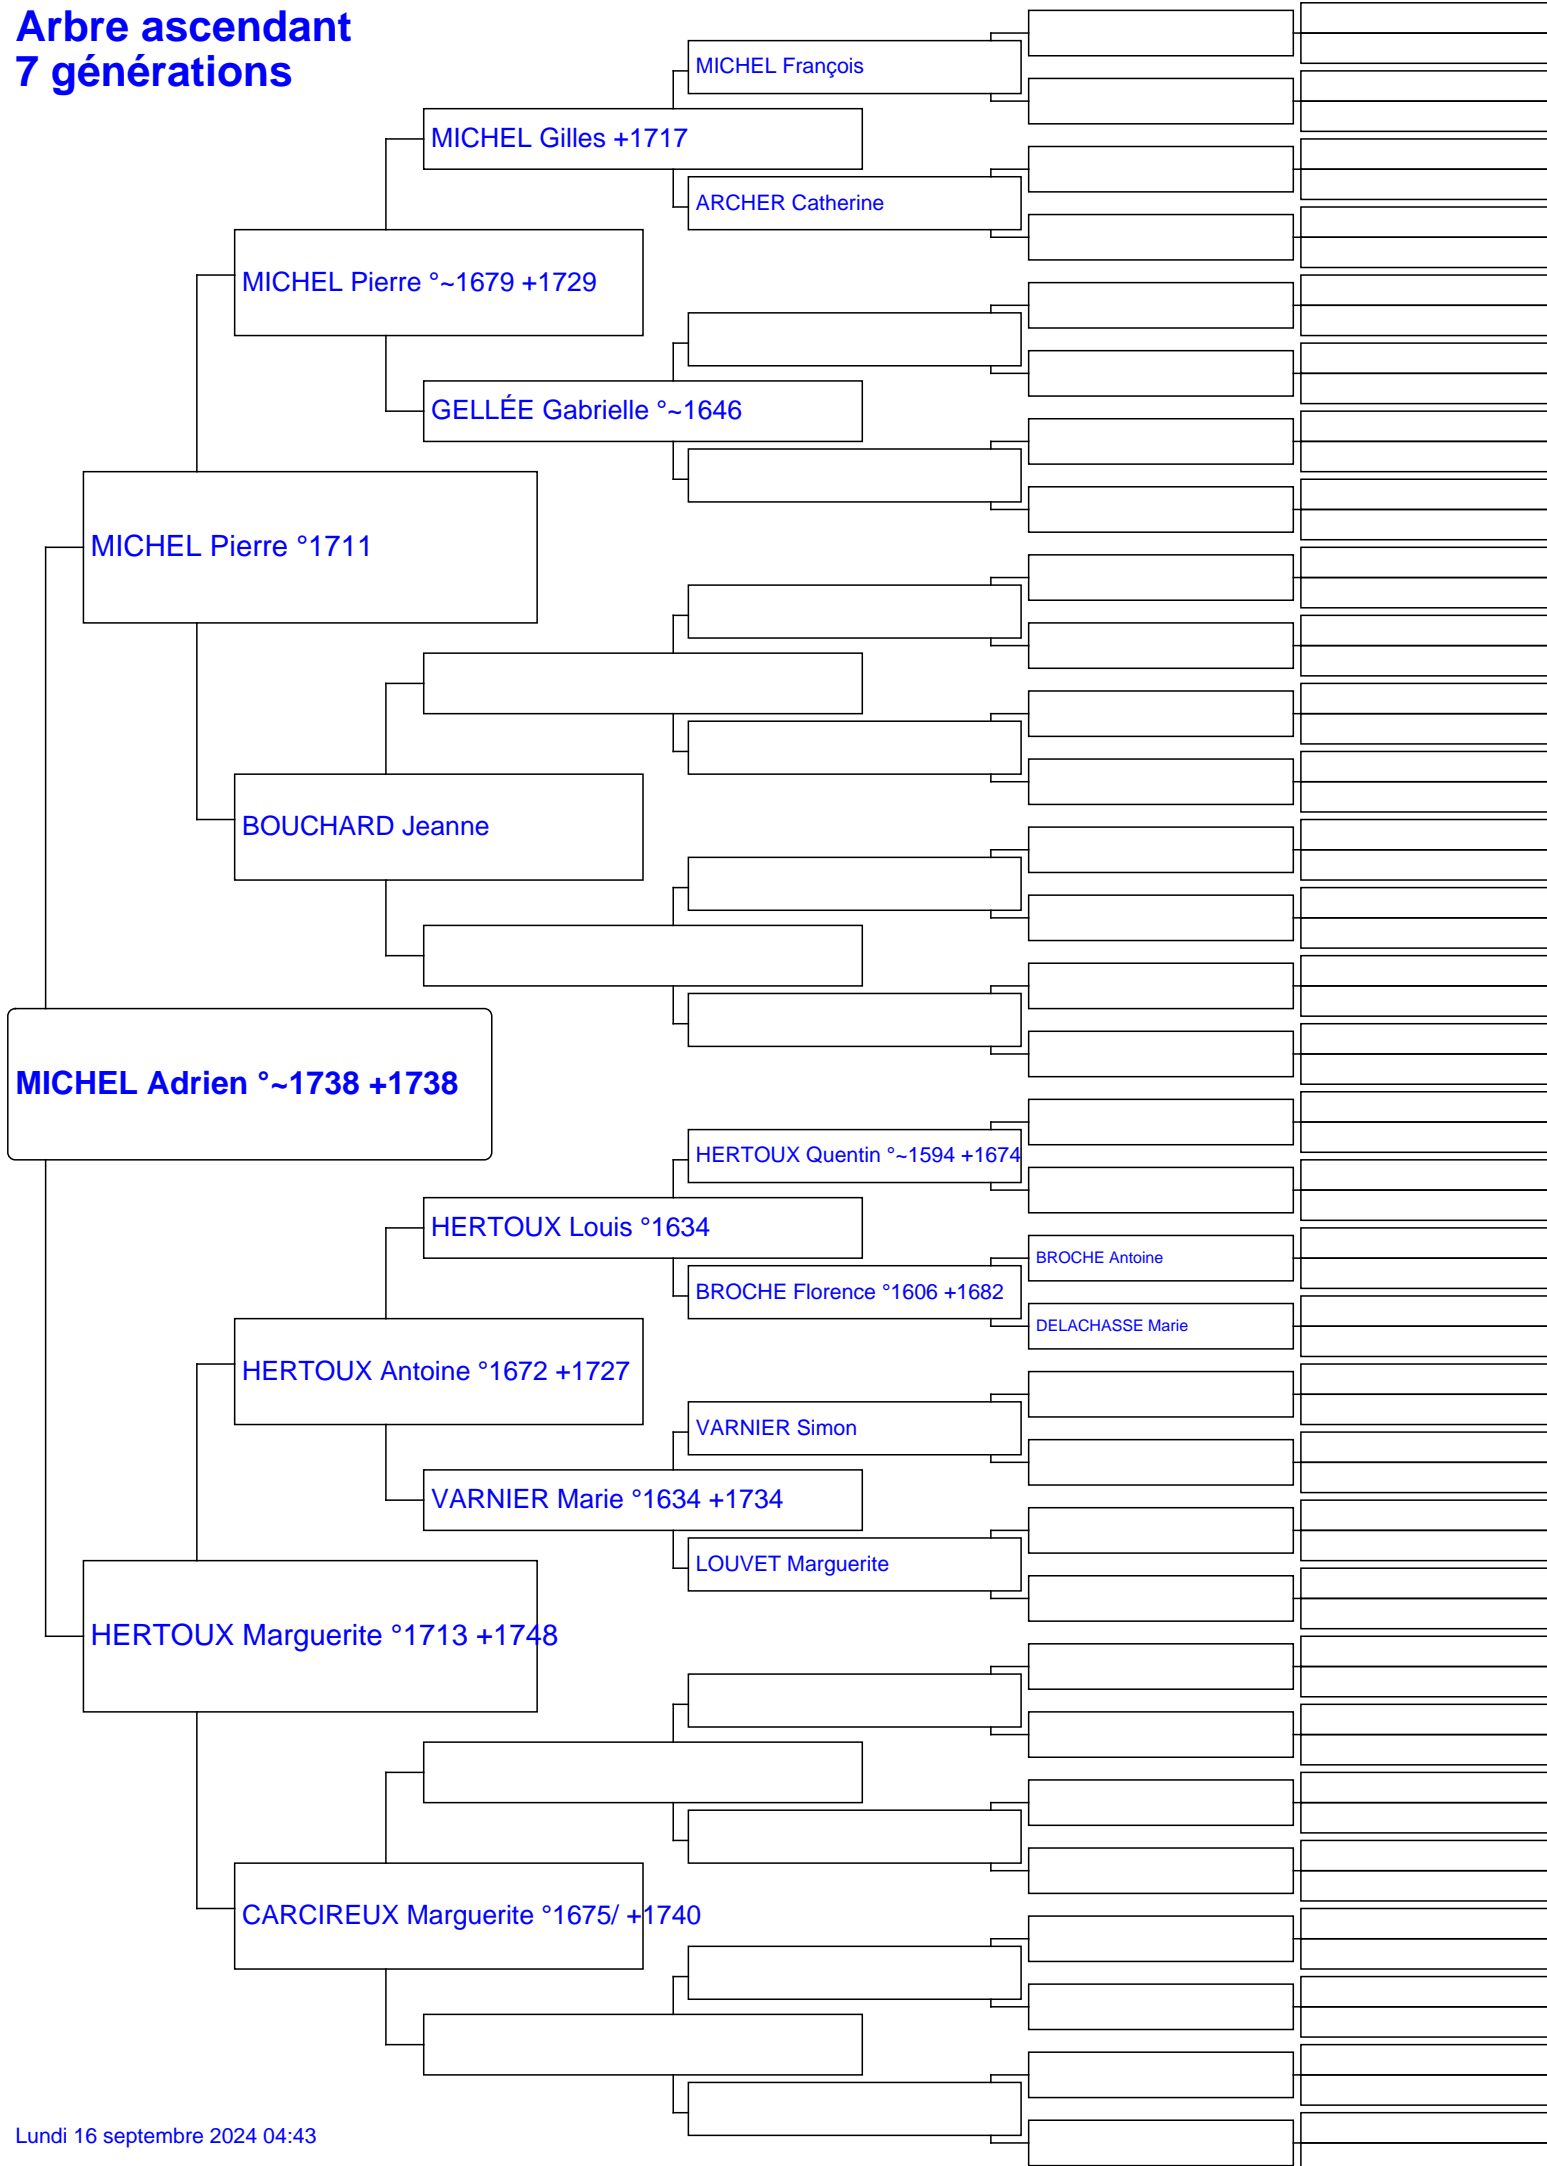 Arbre ascendant
7 générations
MICHEL François
MICHEL Gilles +1717
ARCHER Catherine
MICHEL Pierre °~1679 +1729
GELLÉE Gabrielle °~1646
MICHEL Pierre °1711
BOUCHARD Jeanne
MICHEL Adrien °~1738 +1738
HERTOUX Quentin °~1594 +1674
HERTOUX Louis °1634
BROCHE Antoine
BROCHE Florence °1606 +1682
DELACHASSE Marie
HERTOUX Antoine °1672 +1727
VARNIER Simon
VARNIER Marie °1634 +1734
LOUVET Marguerite
HERTOUX Marguerite °1713 +1748
CARCIREUX Marguerite °1675/ +1740
Lundi 16 septembre 2024 04:43